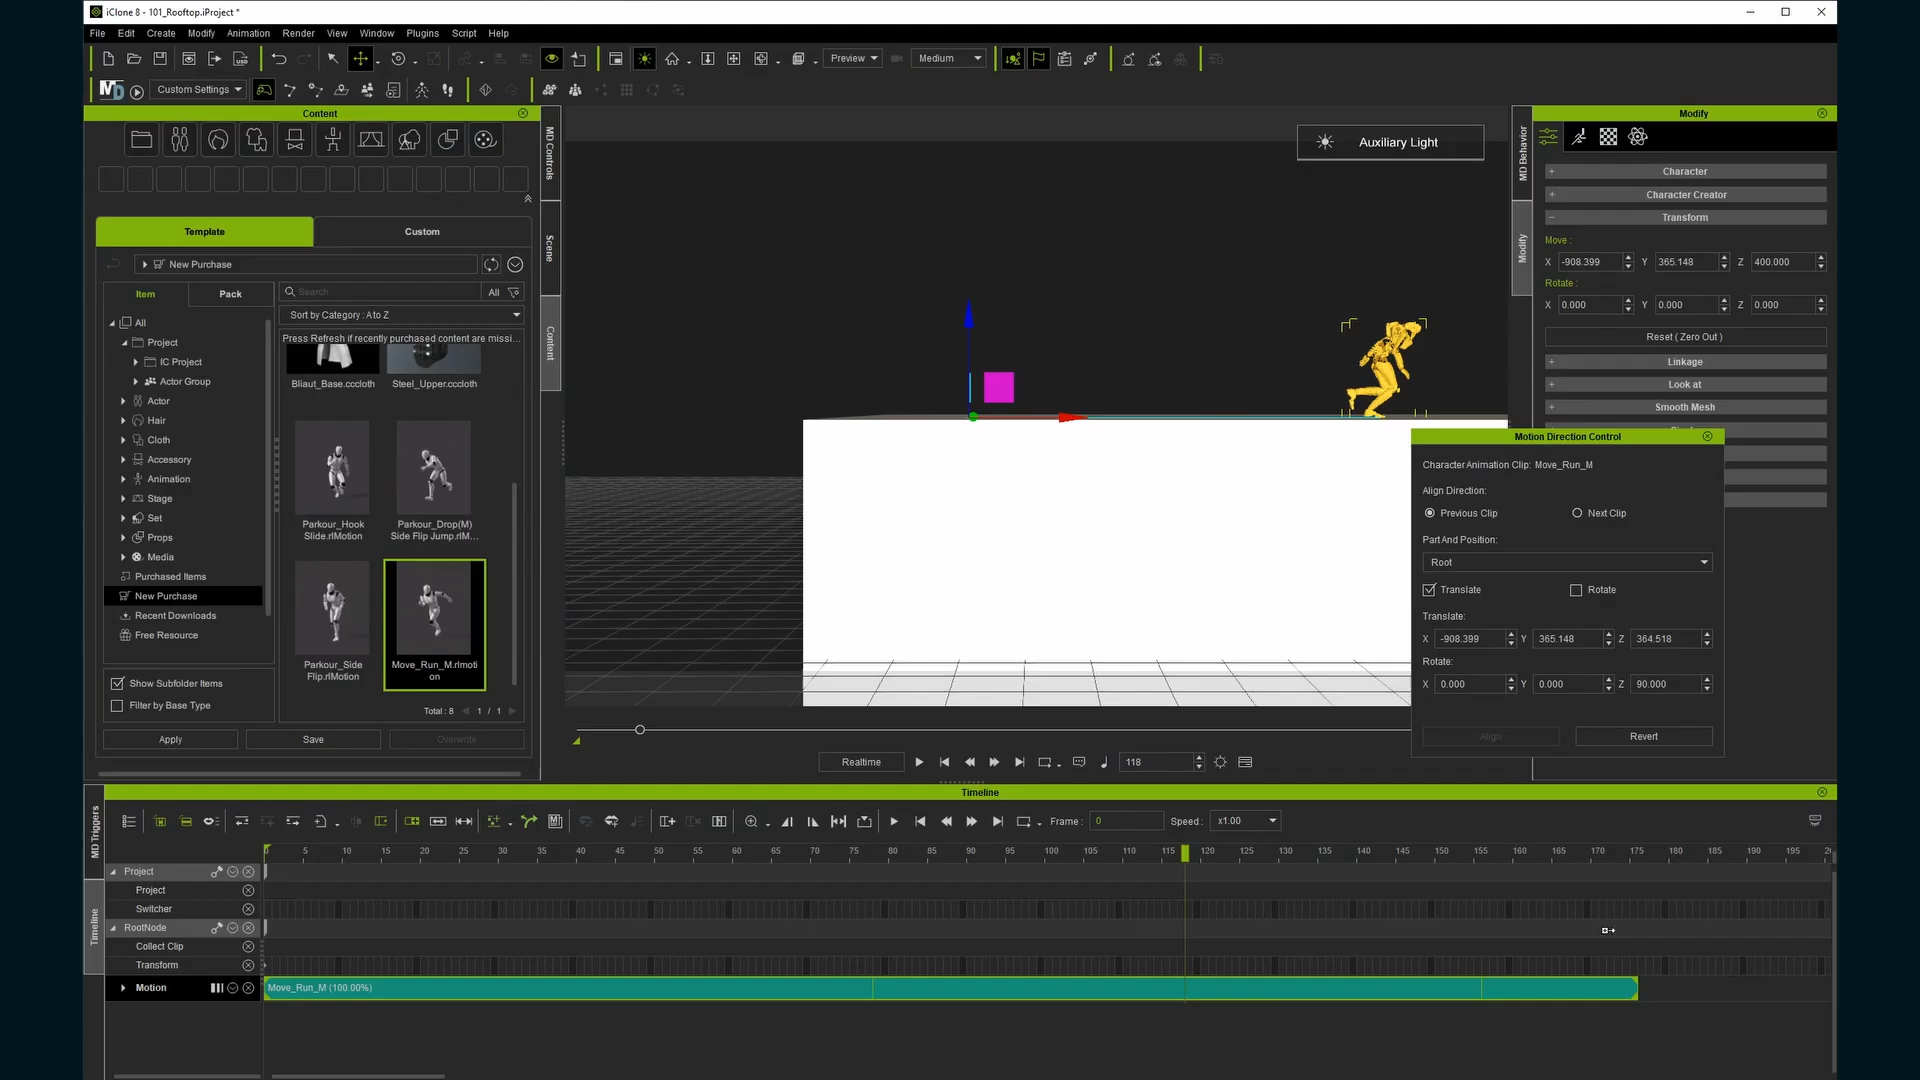 iClone 8 - 101_Rooftop.iProject *
File Edit Create Modify Animation Render View Window Plugins Script Help
Preview Medium
MD Custom Settings
Content
MD Controls
Scene
Content
Template Custom
New Purchase
Item Pack
Search All
Sort by Category : A to Z
Press Refresh if recently purchased content are missi...
All
Project
IC Project
Actor Group
Actor
Hair
Cloth
Accessory
Animation
Stage
Set
Props
Media
Purchased Items
New Purchase
Recent Downloads
Free Resource
Show Subfolder Items
Filter by Base Type
Bliaut_Base.cccloth Steel_Upper.cccloth
Parkour_Hook Slide.rlMotion
Parkour_Drop(M) Side Flip Jump.rlM...
Parkour_Side Flip.rlMotion
Move_Run_M.rlmotion
Total : 8 1 / 1
Apply Save Overwrite
Auxiliary Light
Realtime 118
MD Behavior
Modify
Modify
Character
Character Creator
Transform
Move :
X -908.399 Y 365.148 Z 400.000
Rotate :
X 0.000 Y 0.000 Z 0.000
Reset ( Zero Out )
Linkage
Look at
Smooth Mesh
Motion Direction Control
Character Animation Clip: Move_Run_M
Align Direction:
Previous Clip Next Clip
Part And Position:
Root
Translate Rotate
Translate:
X -908.399 Y 365.148 Z 364.518
Rotate:
X 0.000 Y 0.000 Z 90.000
Align Revert
Timeline
MD Triggers
Timeline
Frame : 0 Speed : x1.00
0 5 10 15 20 25 30 35 40 45 50 55 60 65 70 75 80 85 90 95 100 105 110 115 120 125 130 135 140 145 150 155 160 165 170 175 180 185 190 195
Project
Project
Switcher
RootNode
Collect Clip
Transform
Motion
Move_Run_M (100.00%)